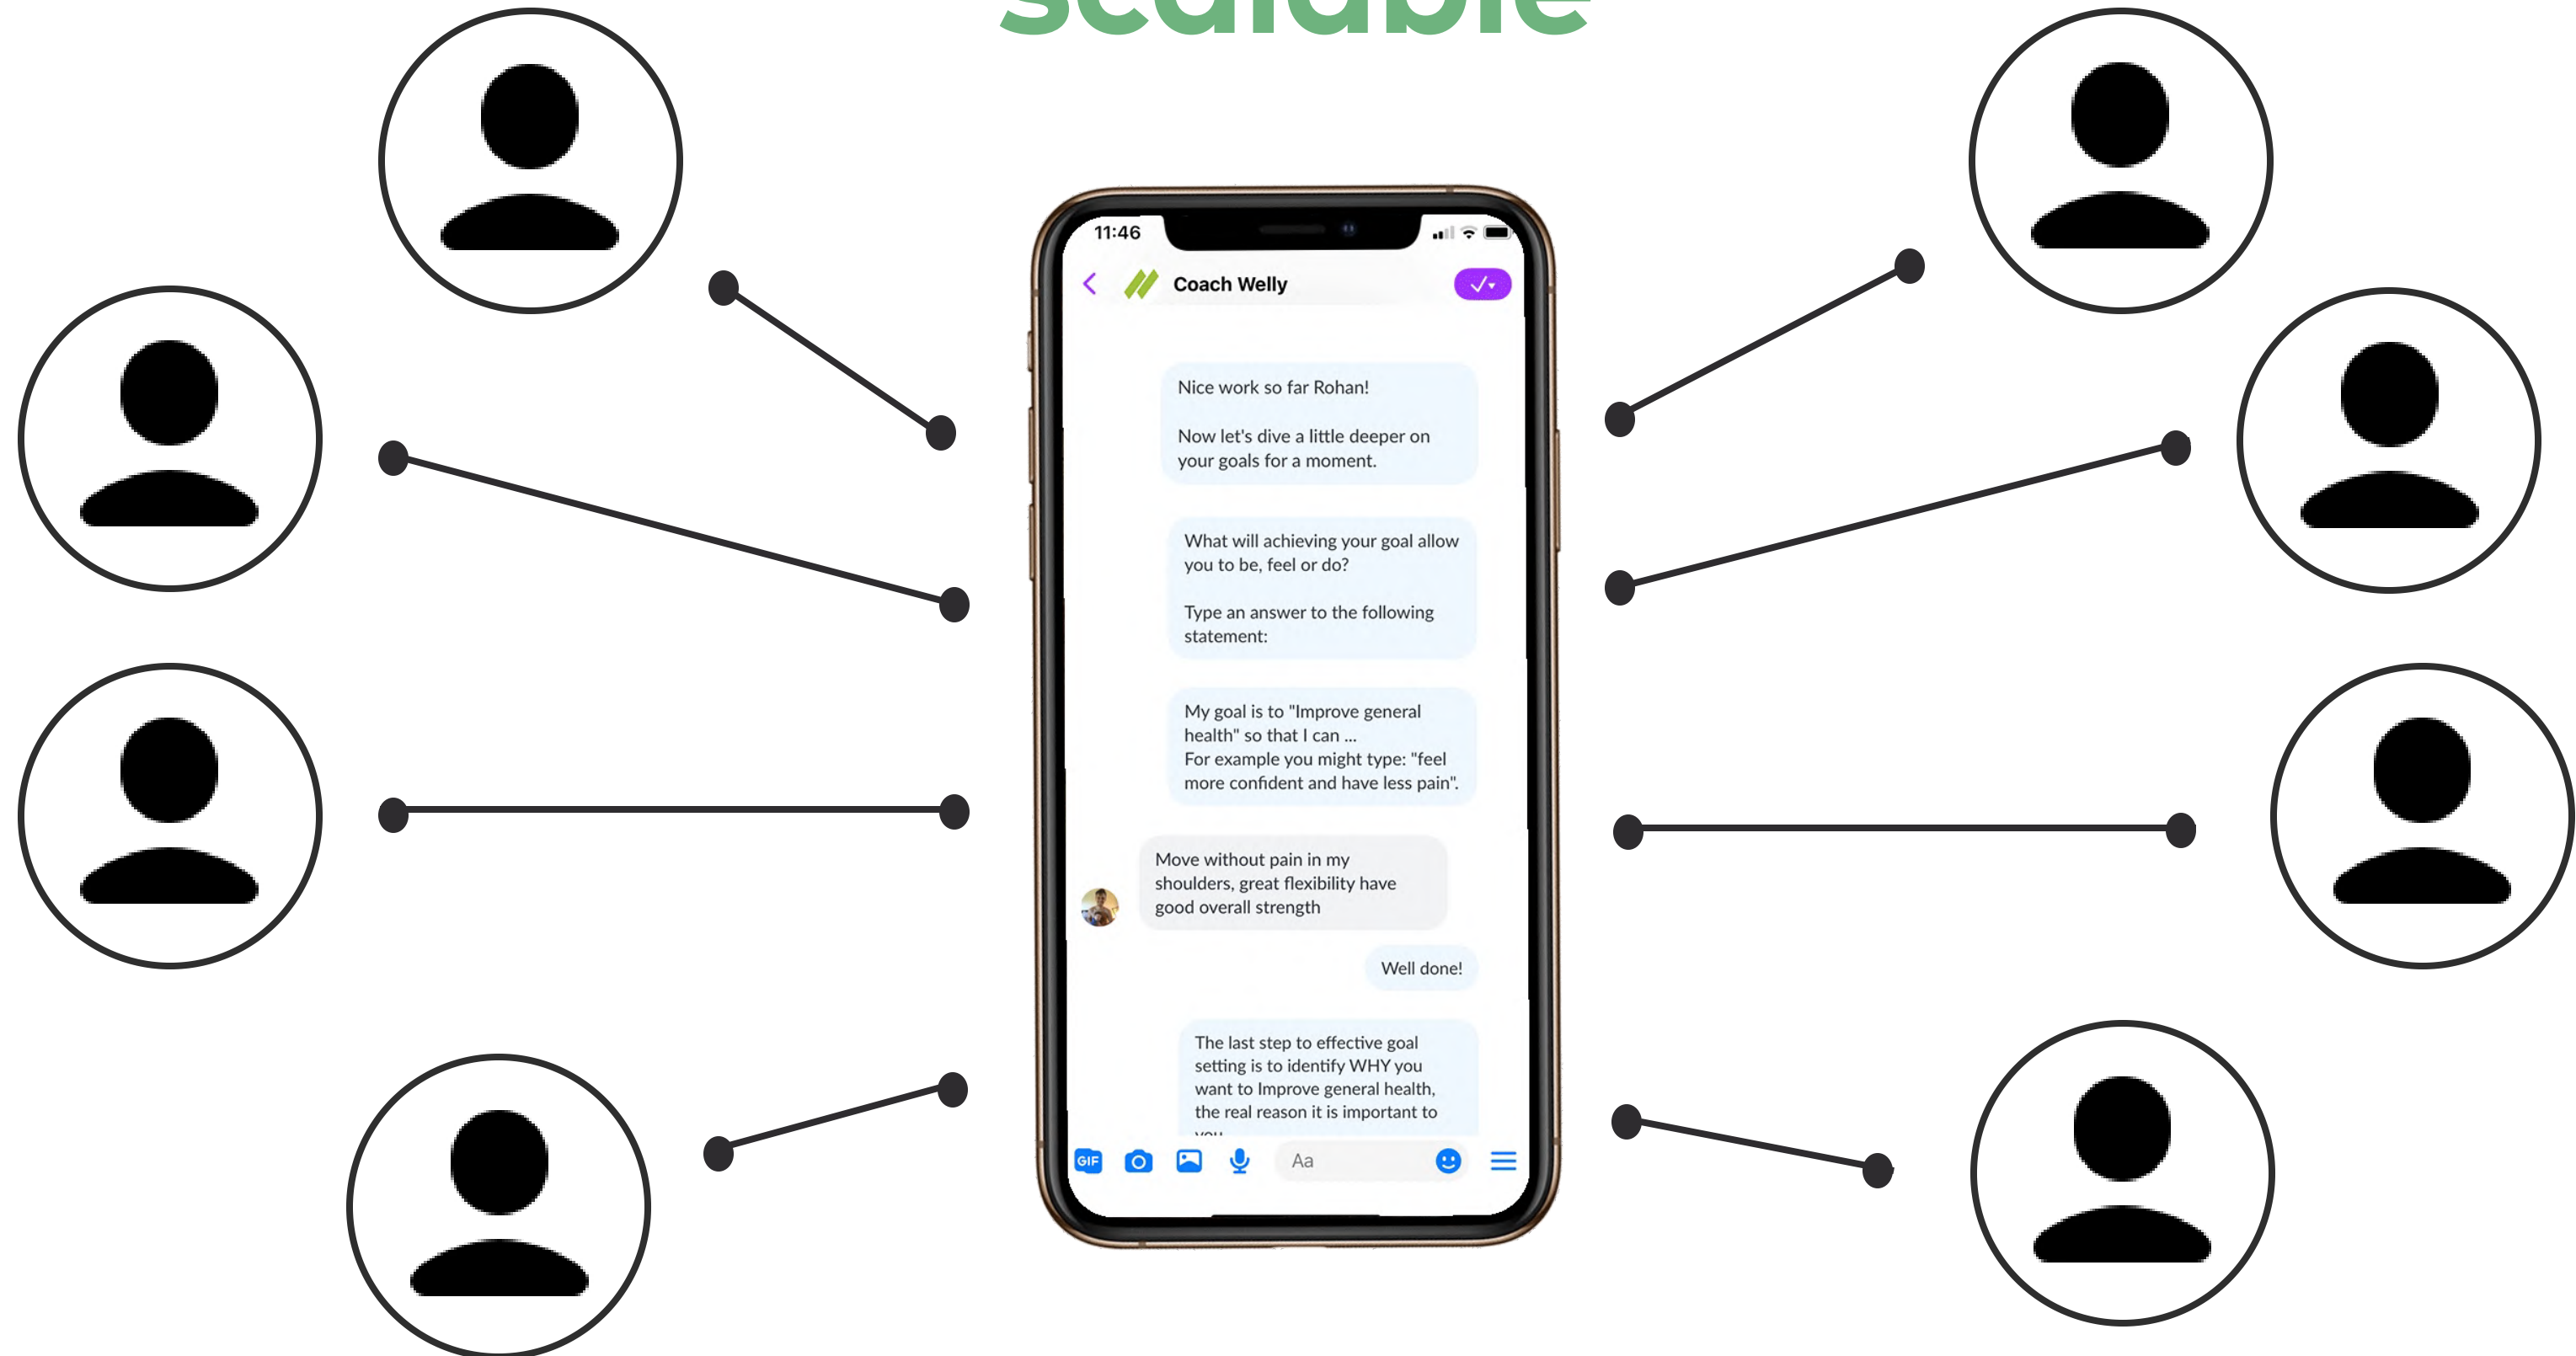 scalable
11:46
Coach Welly
Nice work so far Rohan!
Now let's dive a little deeper on
your goals for a moment.
What will achieving your goal allow
you to be, feel or do?
Type an answer to the following
statement:
My goal is to "Improve general
health" so that I can ...
For example you might type: "feel
more confident and have less pain".
Move without pain in my
shoulders, great flexibility have
good overall strength
Well done!
The last step to effective goal
setting is to identify WHY you
want to Improve general health,
the real reason it is important to
you
GIF
Aa